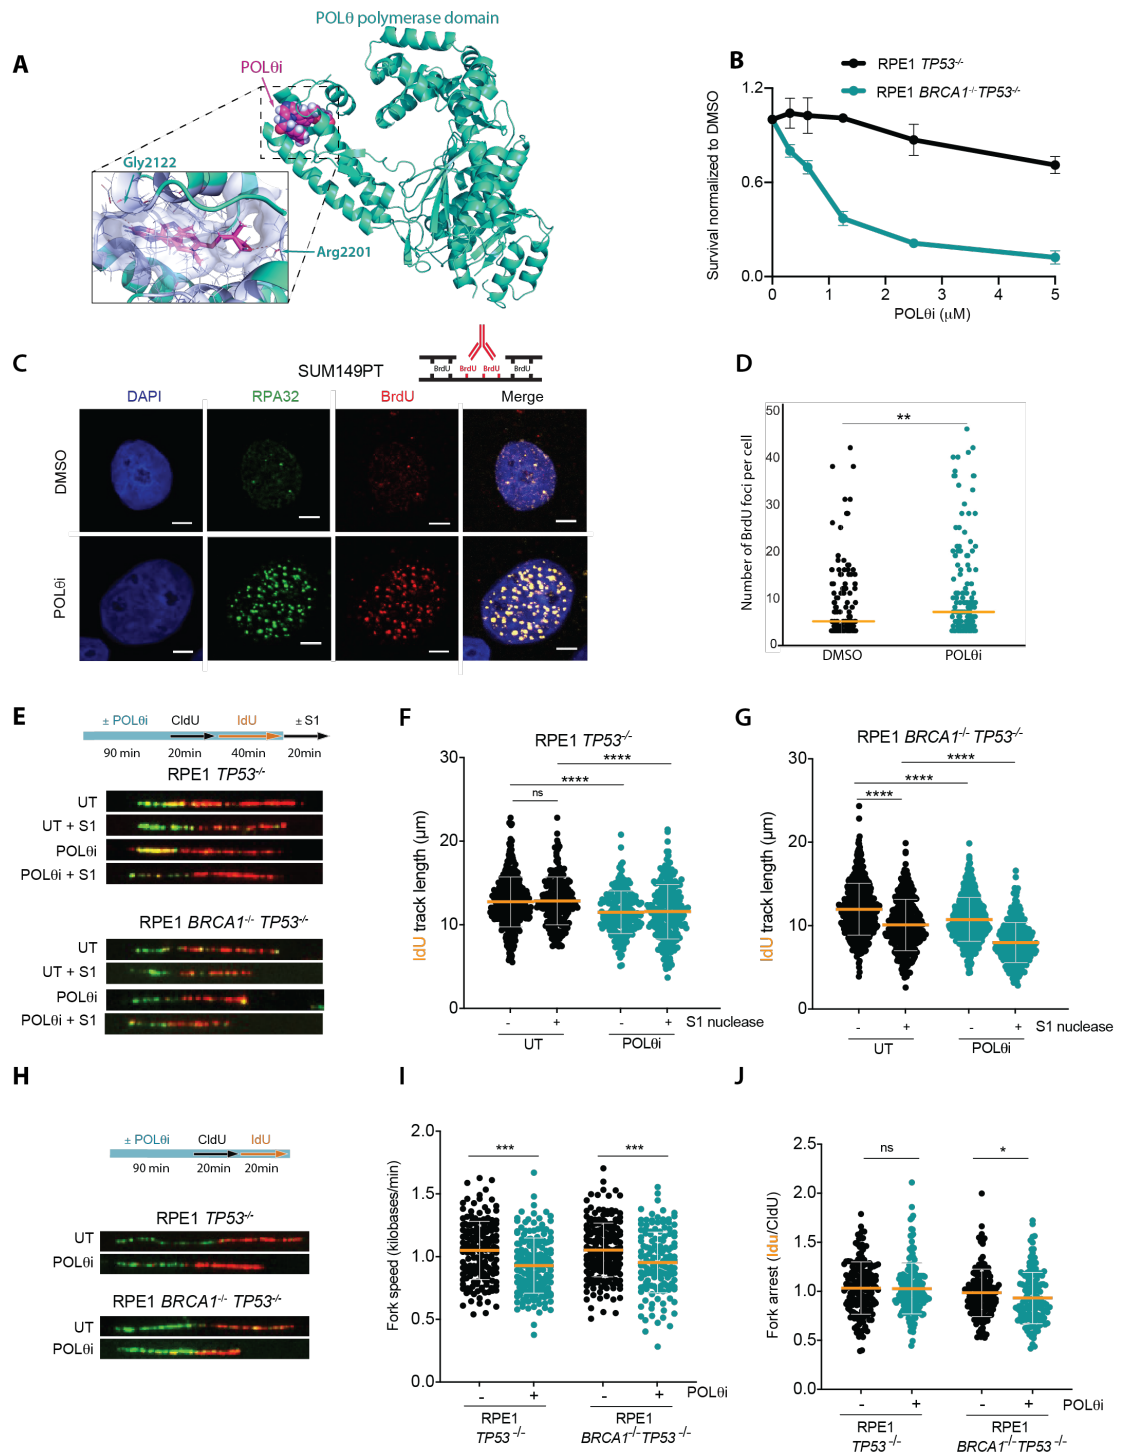 A
POLθ polymerase domain
POLθi
Gly2122
Arg2201
B
RPE1 TP53-/-
RPE1 BRCA1-/-TP53-/-
Survival normalized to DMSO
1.2
0.6
0.0
0 1 2 3 4 5
POLθi (μM)
C
SUM149PT
BrdU BrdU BrdU BrdU
DAPI RPA32 BrdU Merge
DMSO
POLθi
D
Number of BrdU foci per cell
50
40
30
20
10
0
**
DMSO POLθi
E
± POLθi CldU IdU ± S1
90 min 20min 40min 20min
RPE1 TP53-/-
UT
UT + S1
POLθi
POLθi + S1
RPE1 BRCA1-/- TP53-/-
UT
UT + S1
POLθi
POLθi + S1
F
RPE1 TP53-/-
IdU track length (μm)
30
20
10
0
****
****
ns
- + - + S1 nuclease
UT POLθi
G
RPE1 BRCA1-/- TP53-/-
IdU track length (μm)
30
20
10
0
****
****
****
- + - + S1 nuclease
UT POLθi
H
± POLθi CldU IdU
90 min 20min 20min
RPE1 TP53-/-
UT
POLθi
RPE1 BRCA1-/- TP53-/-
UT
POLθi
I
Fork speed (kilobases/min)
2.0
1.5
1.0
0.5
0.0
*** ***
- + - + POLθi
RPE1 RPE1
TP53 -/- BRCA1-/-TP53-/-
J
Fork arrest (Idu/CldU)
2.5
2.0
1.5
1.0
0.5
0.0
ns *
- + - + POLθi
RPE1 RPE1
TP53 -/- BRCA1-/-TP53-/-